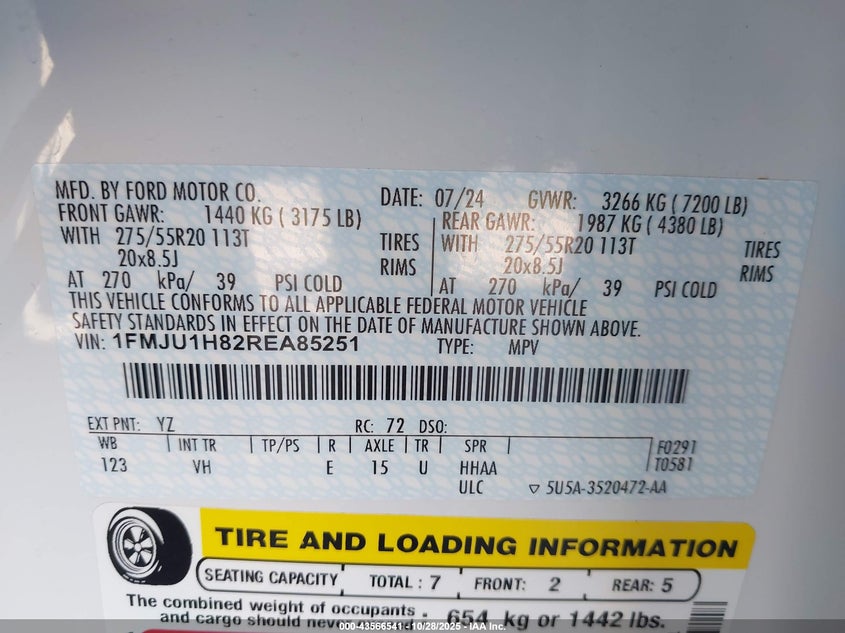 MFD. BY FORD MOTOR CO. DATE: 07/24 GVWR: 3266 KG ( 7200 LB)
FRONT GAWR: 1440 KG ( 3175 LB) REAR GAWR: 1987 KG ( 4380 LB)
WITH 275/55R20 113T TIRES WITH 275/55R20 113T TIRES
20x8.5J RIMS 20x8.5J RIMS
AT 270 kPa/ 39 PSI COLD AT 270 kPa/ 39 PSI COLD
THIS VEHICLE CONFORMS TO ALL APPLICABLE FEDERAL MOTOR VEHICLE
SAFETY STANDARDS IN EFFECT ON THE DATE OF MANUFACTURE SHOWN ABOVE.
VIN: 1FMJU1H82REA85251 TYPE: MPV
EXT PNT: YZ RC: 72 DSO:
WB INT TR TP/PS R AXLE TR SPR F0291
123 VH E 15 U HHAA T0581
ULC ▽ 5U5A-3520472-AA
TIRE AND LOADING INFORMATION
SEATING CAPACITY TOTAL : 7 FRONT: 2 REAR: 5
The combined weight of occupants
and cargo should never 654 kg or 1442 lbs.
000-43566541 - 10/28/2025 - IAA Inc.